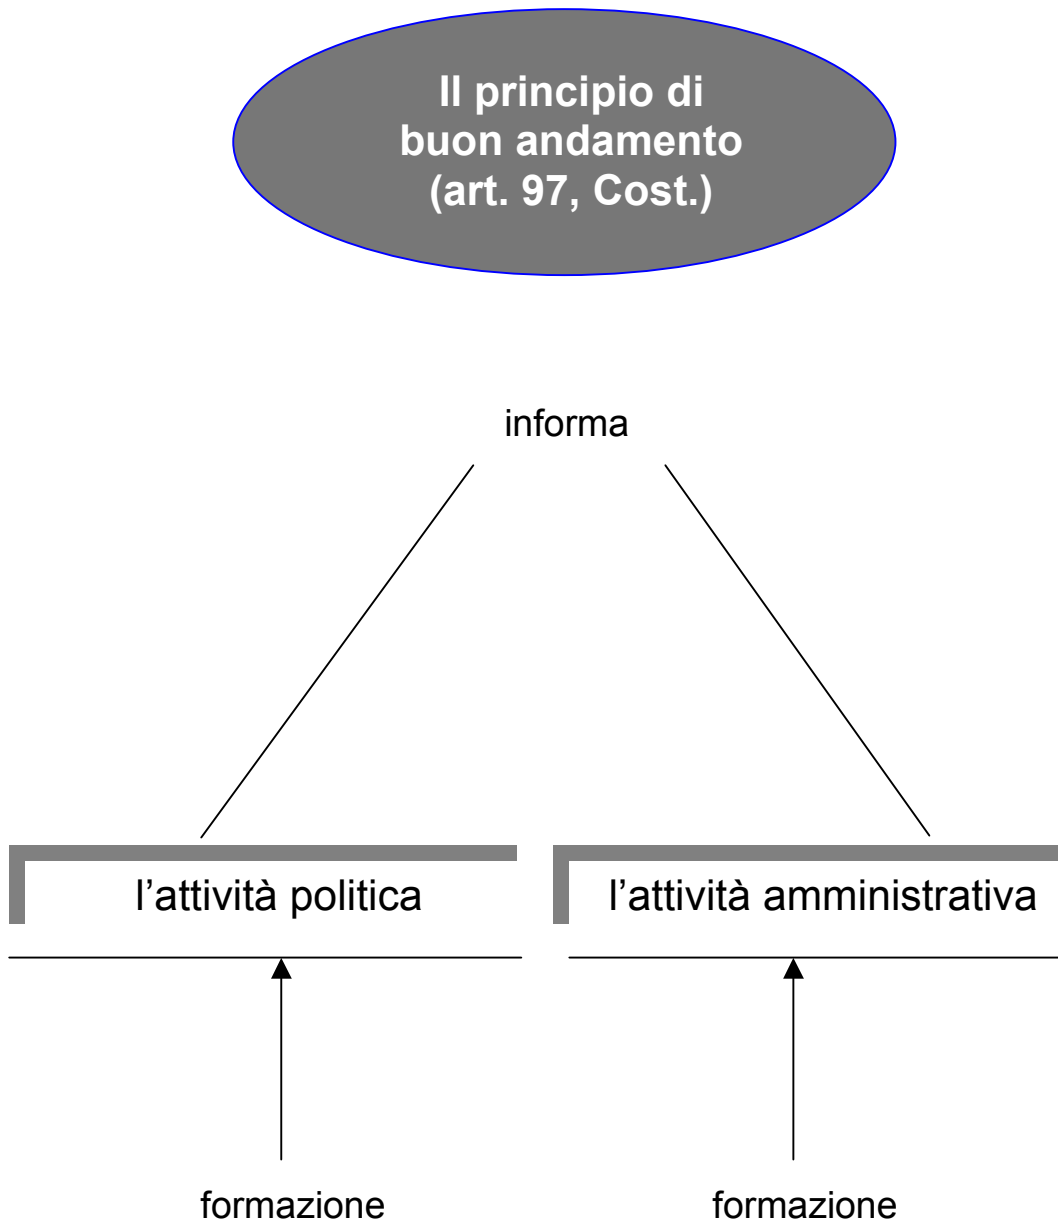 Il principio di
buon andamento
(art. 97, Cost.)
informa
l’attività politica
l’attività amministrativa
formazione
formazione